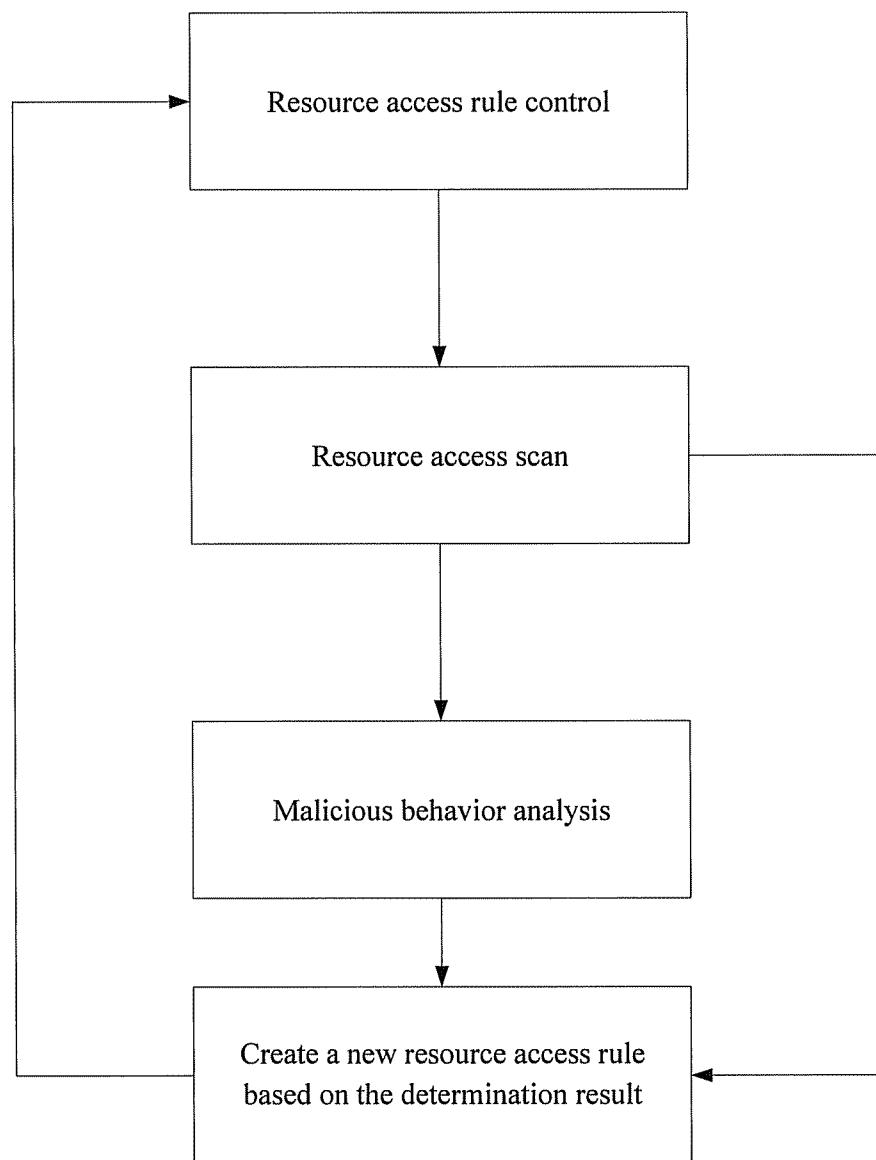 Resource access rule control
Resource access scan
Malicious behavior analysis
Create a new resource access rule
based on the determination result